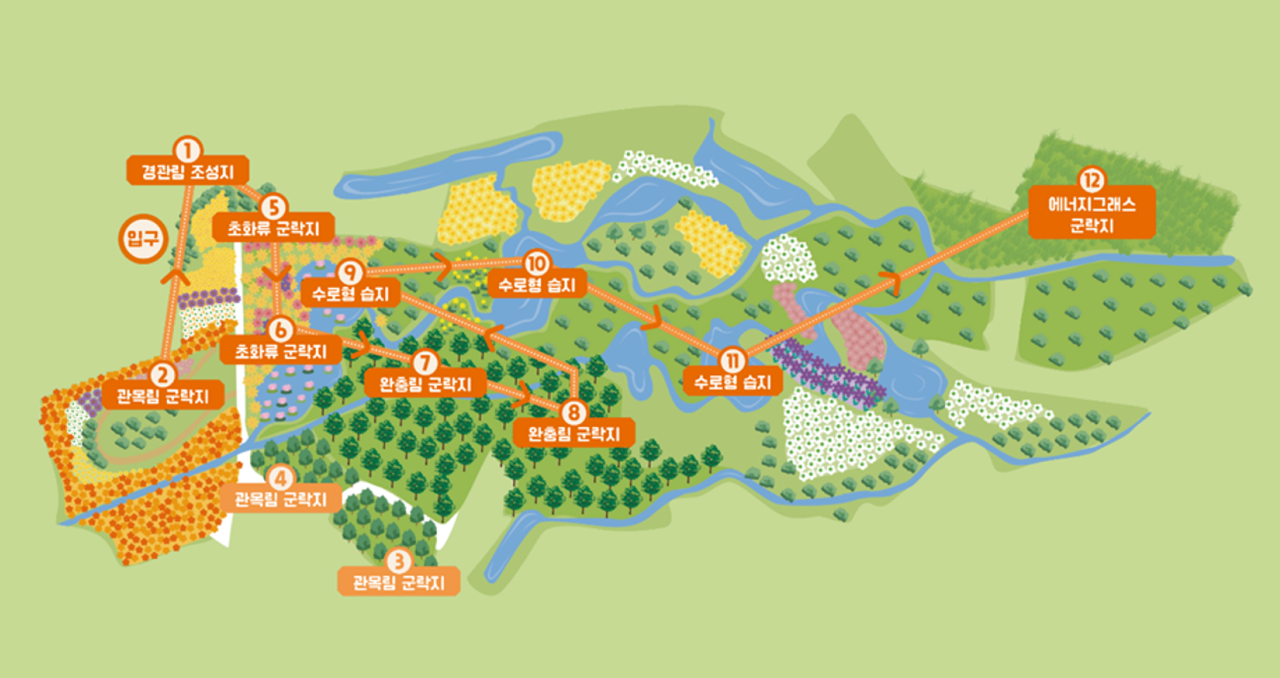 1
경관림 조성지
입구
2
관목림 군락지
3
관목림 군락지
4
관목림 군락지
5
초화류 군락지
6
초화류 군락지
7
완충림 군락지
8
완충림 군락지
9
수로형 습지
10
수로형 습지
11
수로형 습지
12
에너지그래스
군락지